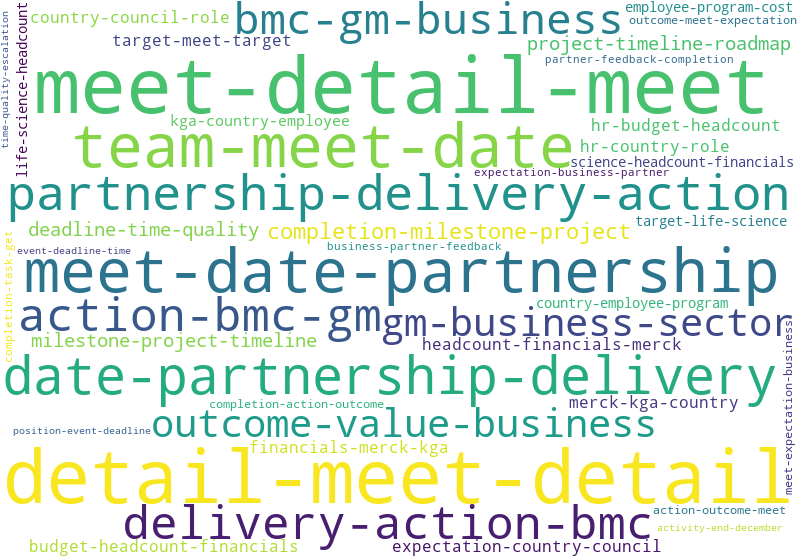 country-council-role
bmc-gm-business
employee-program-cost
outcome-meet-expectation
target-meet-target
project-timeline-roadmap
partner-feedback-completion
time-quality-escalation
life-science-headcount
meet-detail-meet
kga-country-employee
hr-budget-headcount
team-meet-date
hr-country-role
science-headcount-financials
expectation-business-partner
partnership-delivery-action
deadline-time-quality
completion-milestone-project
target-life-science
event-deadline-time
business-partner-feedback
completion-task-get
meet-date-partnership
action-bmc-gm
gm-business-sector
country-employee-program
milestone-project-timeline
headcount-financials-merck
meet-expectation-business
date-partnership-delivery
completion-action-outcome
merck-kga-country
position-event-deadline
outcome-value-business
financials-merck-kga
detail-meet-detail
delivery-action-bmc
action-outcome-meet
activity-end-december
budget-headcount-financials
expectation-country-council